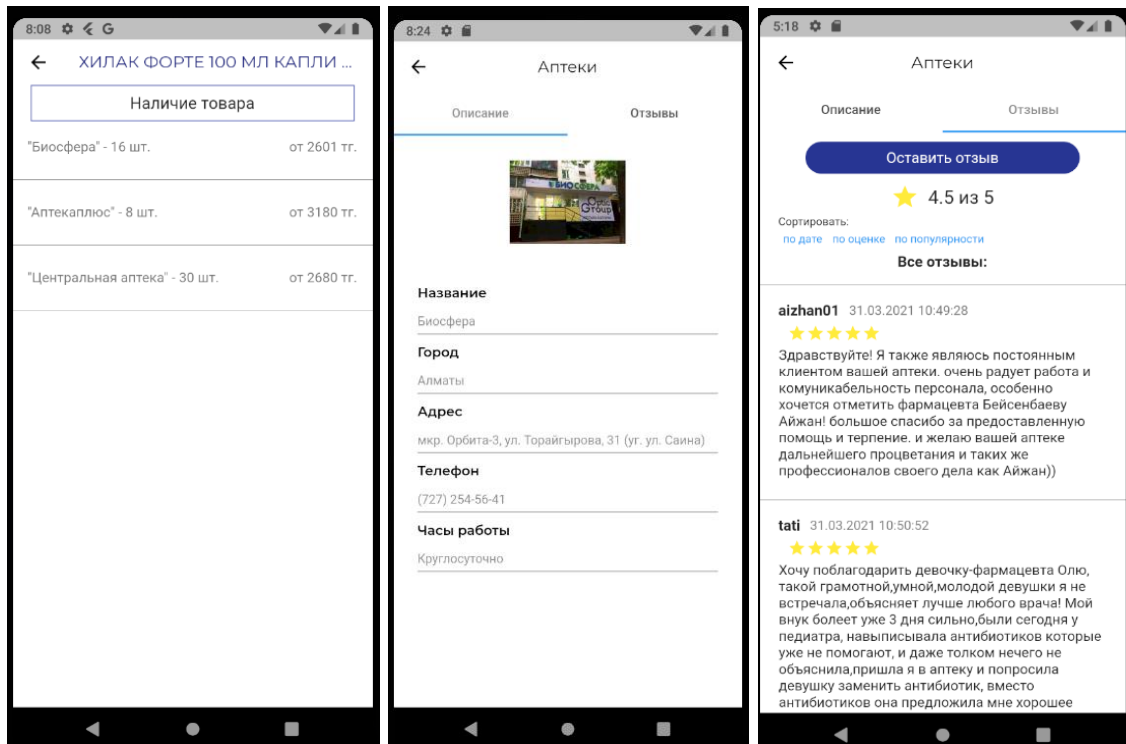 8:08 G
ХИЛАК ФОРТЕ 100 МЛ КАПЛИ ...
Наличие товара
"Биосфера" - 16 шт. от 2601 тг.
"Аптекаплюс" - 8 шт. от 3180 тг.
"Центральная аптека" - 30 шт. от 2680 тг.
8:24
Аптеки
Описание Отзывы
БИОСФЕРА
Optic
Group
Название
Биосфера
Город
Алматы
Адрес
мкр. Орбита-3, ул. Торайгырова, 31 (уг. ул. Саина)
Телефон
(727) 254-56-41
Часы работы
Круглосуточно
5:18
Аптеки
Описание Отзывы
Оставить отзыв
4.5 из 5
Сортировать:
по дате по оценке по популярности
Все отзывы:
aizhan01 31.03.2021 10:49:28
Здравствуйте! Я также являюсь постоянным
клиентом вашей аптеки. очень радует работа и
комуникабельность персонала, особенно
хочется отметить фармацевта Бейсенбаеву
Айжан! большое спасибо за предоставленную
помощь и терпение. и желаю вашей аптеке
дальнейшего процветания и таких же
профессионалов своего дела как Айжан))
tati 31.03.2021 10:50:52
Хочу поблагодарить девочку-фармацевта Олю,
такой грамотной,умной,молодой девушки я не
встречала,объясняет лучше любого врача! Мой
внук болеет уже 3 дня сильно,были сегодня у
педиатра, навыписывала антибиотиков которые
уже не помогают, и даже толком нечего не
объяснила,пришла я в аптеку и попросила
девушку заменить антибиотик, вместо
антибиотиков она предложила мне хорошее